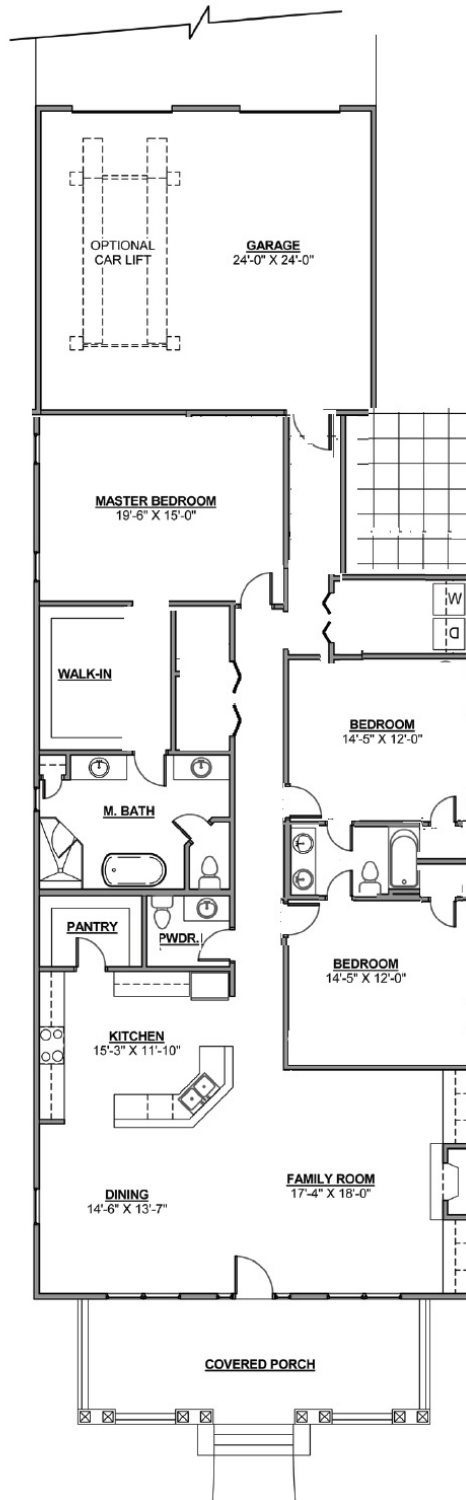 OPTIONAL
CAR LIFT
GARAGE
24'-0" X 24'-0"
MASTER BEDROOM
19'-6" X 15'-0"
W
D
WALK-IN
BEDROOM
14'-5" X 12'-0"
M. BATH
PANTRY
PWDR.
BEDROOM
14'-5" X 12'-0"
KITCHEN
15'-3" X 11'-10"
FAMILY ROOM
17'-4" X 18'-0"
DINING
14'-6" X 13'-7"
COVERED PORCH